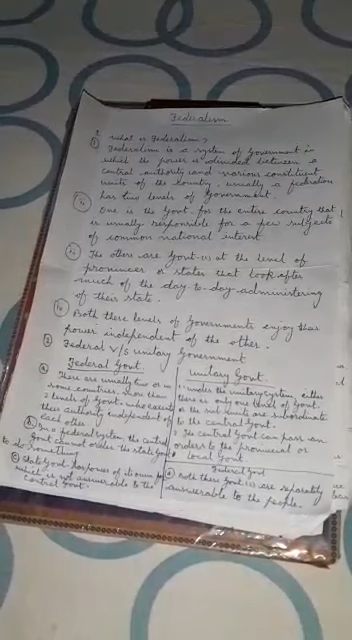 Federalism
1. What is Federalism?
(i) Federalism is a system of Government in
which the power is divided between a
central authority and various constituent
units of the country, usually a federation
has two levels of Government.
(ii) One is the Govt. for the entire country that
is usually responsible for a few subjects
of common national interest
The others are Govt.s at the level of
provinces or states that look after
much of the day-to-day administering
of their state.
Both these levels of Governments enjoy their
power independent of the other.
2. Federal V/S Unitary Government
Federal Govt.
(a) There are usually two or in
some countries, more than
2 levels of Govt. who execute
their authority independent of
each other
(b) In a federal system, the central
Govt cannot order the state Govt
to do something
(c) State Govt. has powers of its own for
which is not answerable to the
central Govt.
Unitary Govt.
Under the unitary system, either
there is only one level of Govt.
or the sub units are subordinate
to the central Govt.
The central Govt can pass on
orders to the provincial or
local Govt.
Federal Govt
(d) Both these Govt.s are separately
answerable to the people.